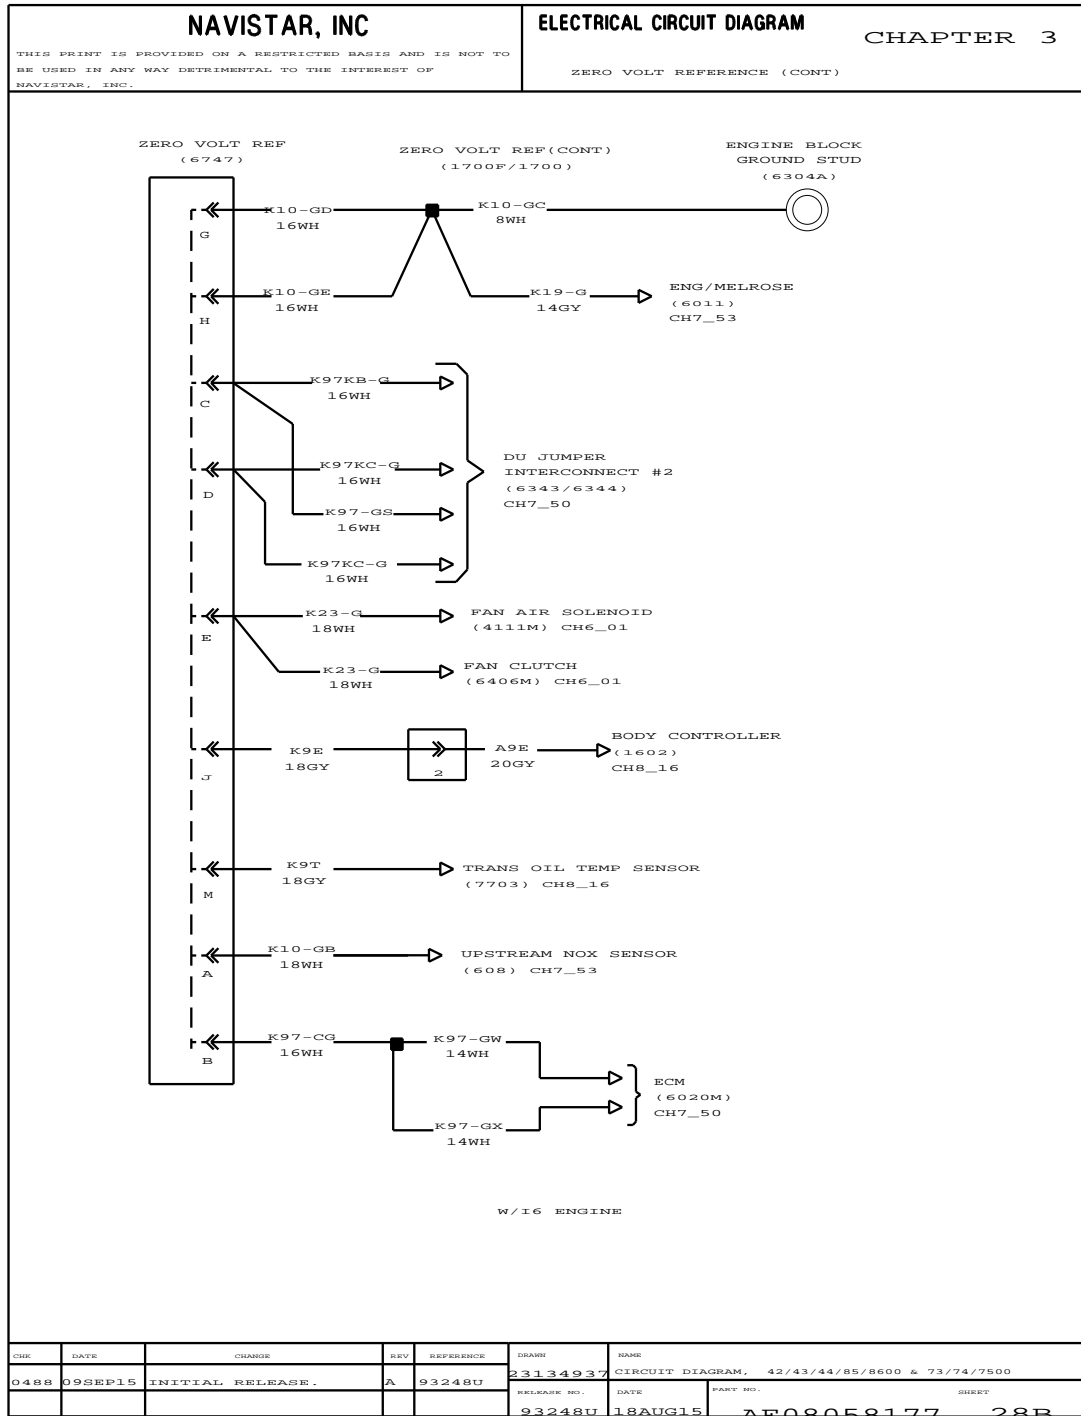 NAVISTAR, INC
THIS PRINT IS PROVIDED ON A RESTRICTED BASIS AND IS NOT TO
BE USED IN ANY WAY DETRIMENTAL TO THE INTEREST OF
NAVISTAR, INC.
ELECTRICAL CIRCUIT DIAGRAM
CHAPTER 3
ZERO VOLT REFERENCE (CONT)
ZERO VOLT REF
(6747)
ZERO VOLT REF(CONT)
(1700F/1700)
ENGINE BLOCK
GROUND STUD
(6304A)
K10-GD
16WH
K10-GC
8WH
G
K10-GE
16WH
K19-G
14GY
ENG/MELROSE
(6011)
CH7_53
H
K97KB-G
16WH
C
K97KC-G
16WH
D
K97-GS
16WH
K97KC-G
16WH
DU JUMPER
INTERCONNECT #2
(6343/6344)
CH7_50
K23-G
18WH
FAN AIR SOLENOID
(4111M) CH6_01
E
K23-G
18WH
FAN CLUTCH
(6406M) CH6_01
K9E
18GY
2
A9E
20GY
BODY CONTROLLER
(1602)
CH8_16
J
K9T
18GY
TRANS OIL TEMP SENSOR
(7703) CH8_16
M
K10-GB
18WH
UPSTREAM NOX SENSOR
(608) CH7_53
A
K97-CG
16WH
K97-GW
14WH
B
ECM
(6020M)
CH7_50
K97-GX
14WH
W/I6 ENGINE
CHK DATE CHANGE REV REFERENCE
0488 09SEP15 INITIAL RELEASE. A 93248U
DRAWN
23134937
NAME
CIRCUIT DIAGRAM, 42/43/44/85/8600 & 73/74/7500
RELEASE NO.
93248U
DATE
18AUG15
PART NO.
AF08058177
SHEET
28B